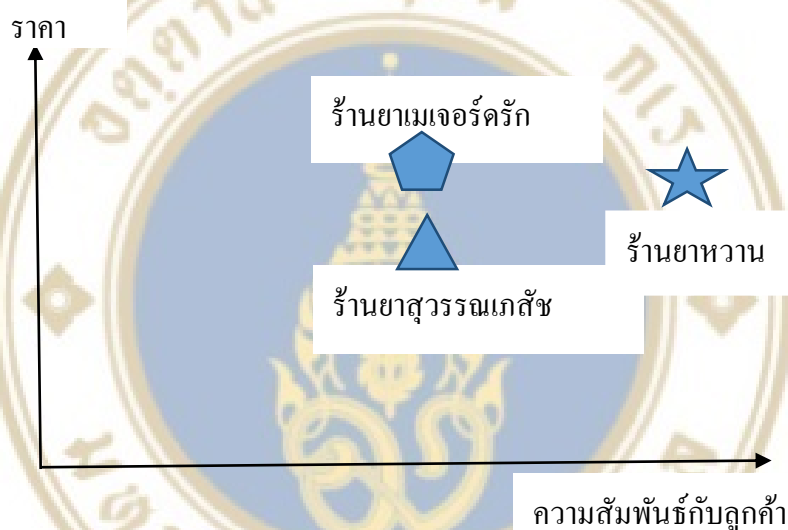 ราคา
ร้านยาเมเจอร์ดรัก
ร้านยาหวาน
ร้านยาสุวรรณเภสัช
ความสัมพันธ์กับลูกค้า